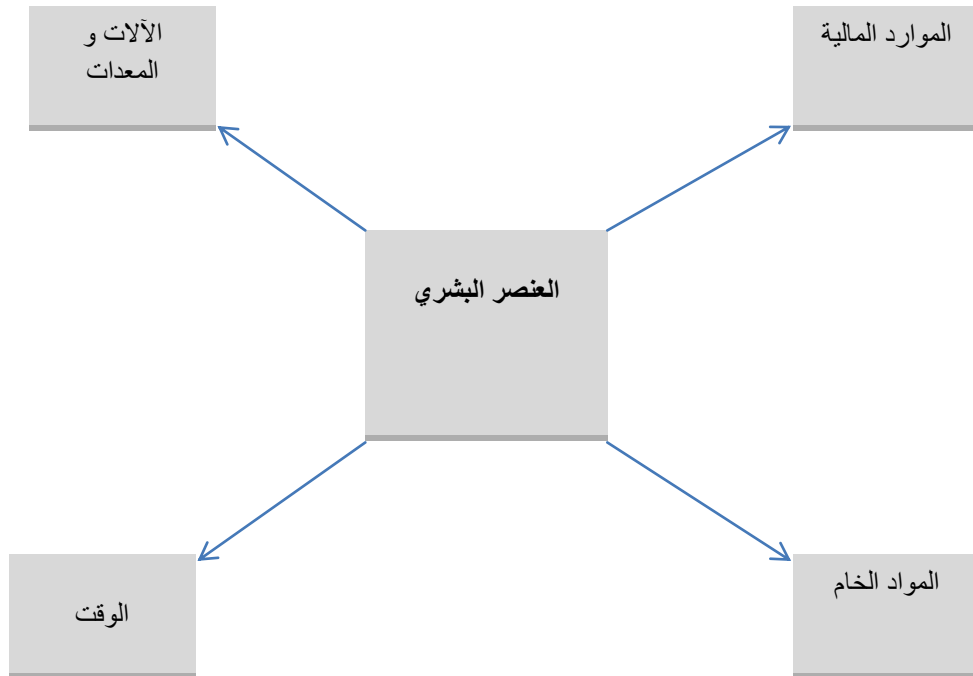 الموارد المالية
الآلات و
المعدات
العنصر البشري
المواد الخام
الوقت